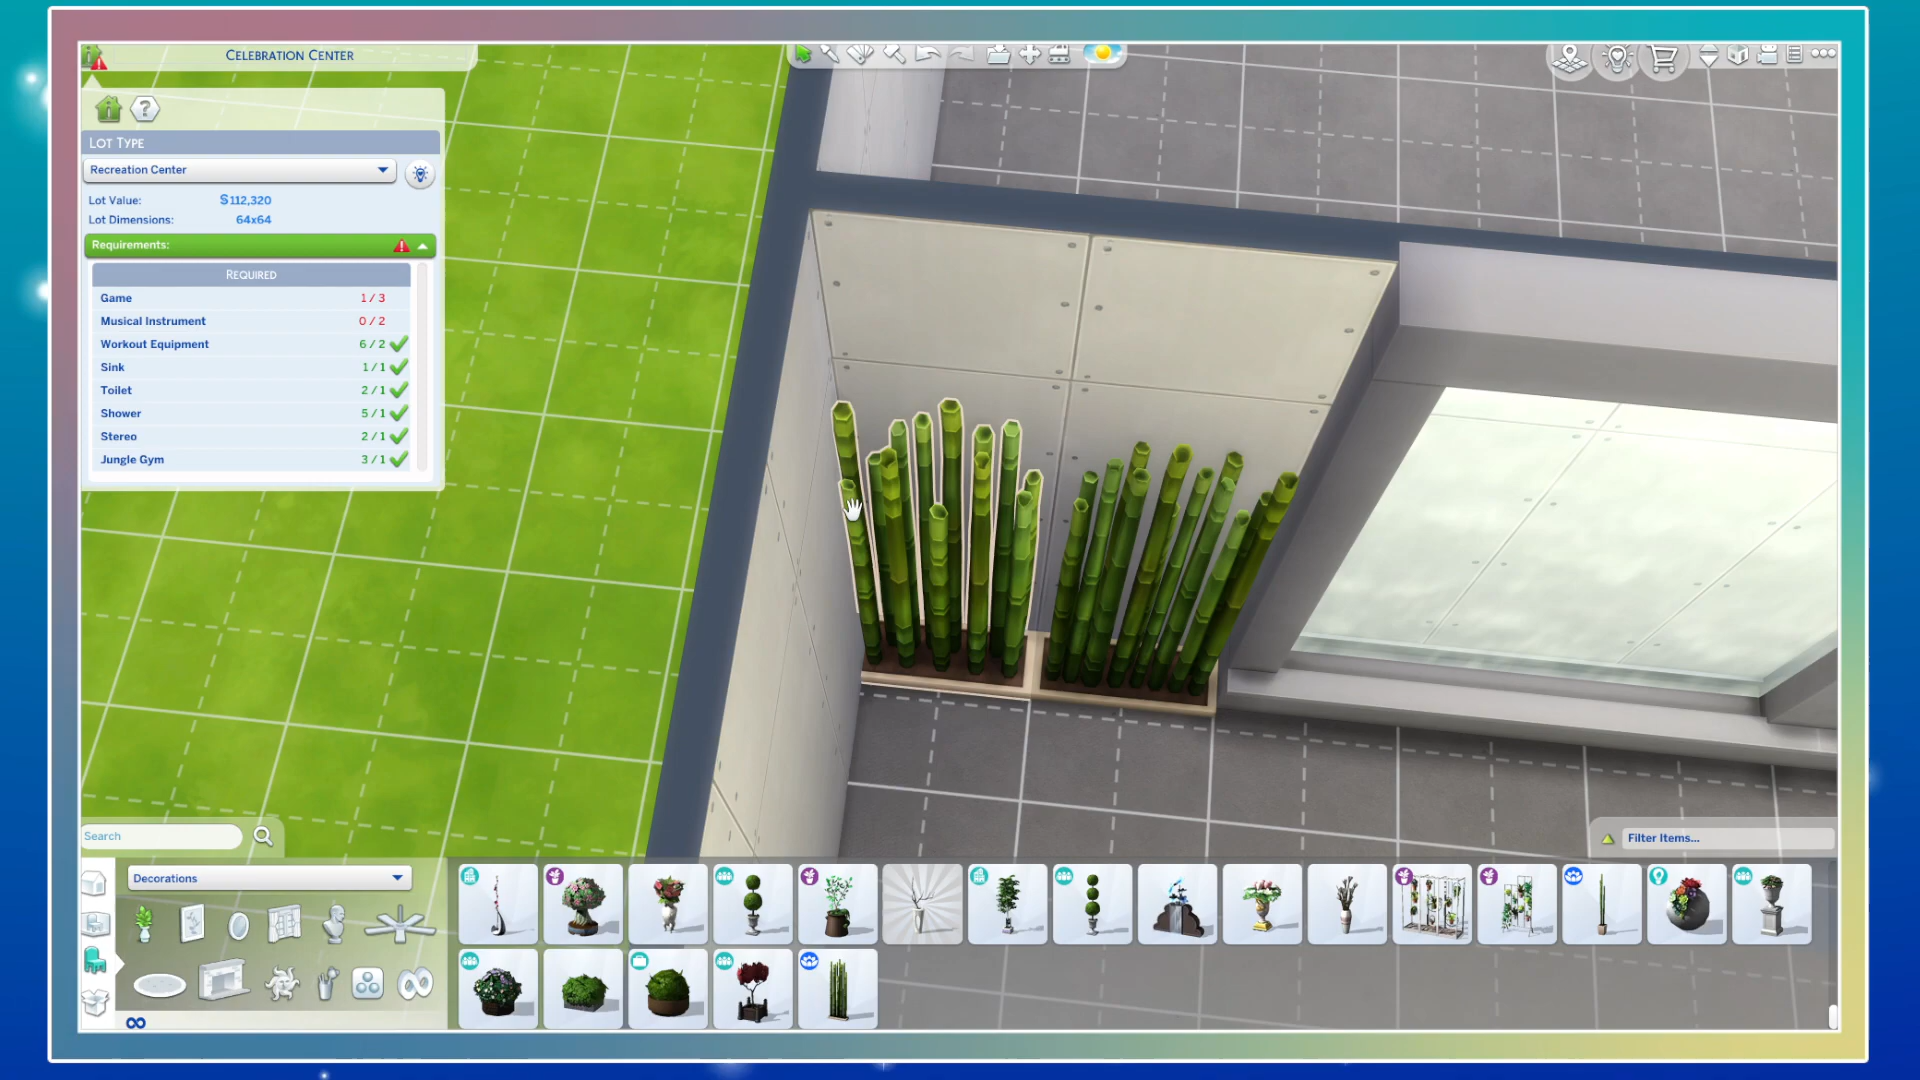 CELEBRATION CENTER
?
LOT TYPE
Recreation Center
Lot Value: §112,320
Lot Dimensions: 64x64
Requirements:
REQUIRED
Game 1 / 3
Musical Instrument 0 / 2
Workout Equipment 6 / 2
Sink 1 / 1
Toilet 2 / 1
Shower 5 / 1
Stereo 2 / 1
Jungle Gym 3 / 1
Search
Filter Items...
Decorations